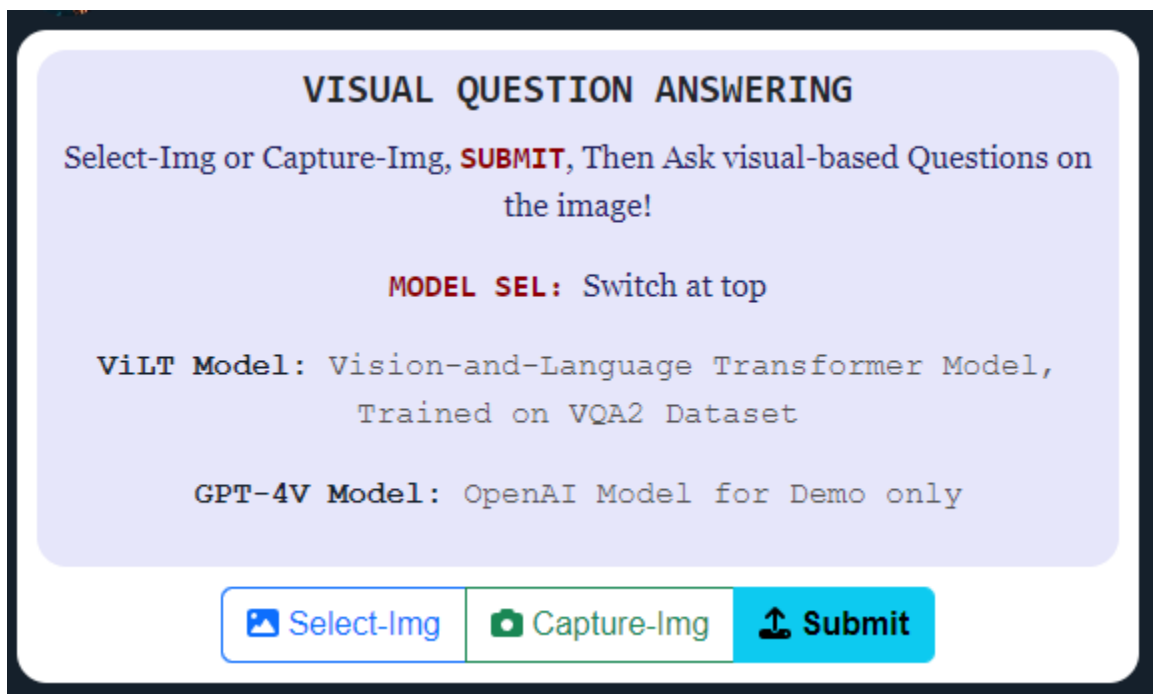 VISUAL QUESTION ANSWERING
Select-Img or Capture-Img, SUBMIT, Then Ask visual-based Questions on
the image!
MODEL SEL: Switch at top
ViLT Model: Vision-and-Language Transformer Model,
Trained on VQA2 Dataset
GPT-4V Model: OpenAI Model for Demo only
Select-Img Capture-Img Submit